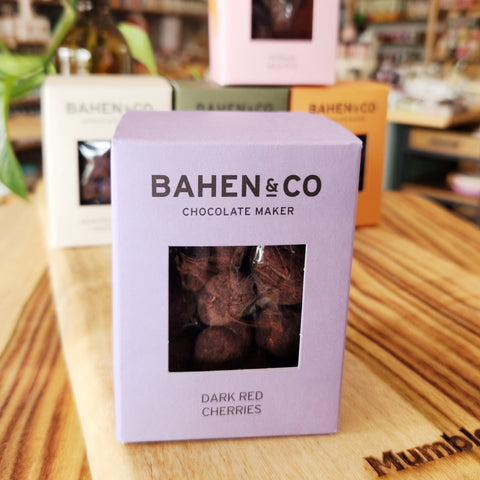 BAHEN & CO
CHOCOLATE MAKER
DARK RED
CHERRIES
BAHEN & CO
BAHEN & CO
BAHEN & CO
Mumble